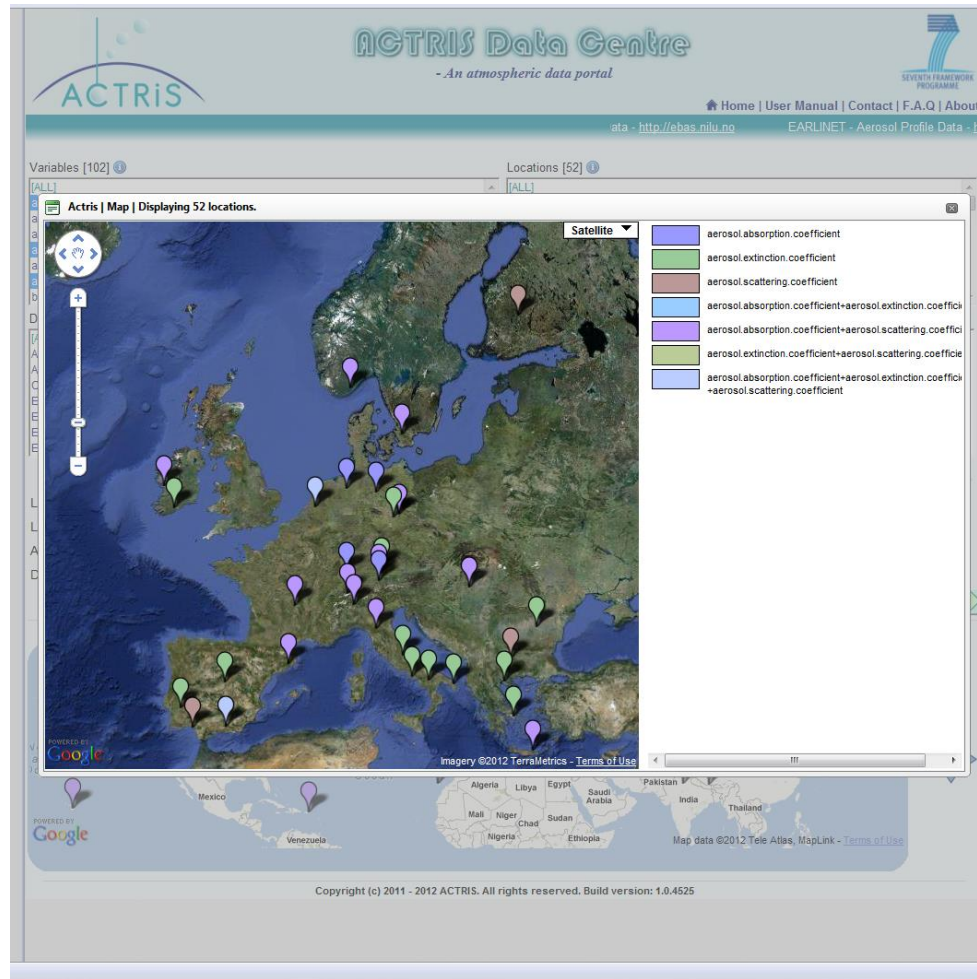 ACTRiS
ACTRIS Data Centre
- An atmospheric data portal
SEVENTH FRAMEWORK
PROGRAMME
Home | User Manual | Contact | F.A.Q | About
ata - http://ebas.nilu.no EARLINET - Aerosol Profile Data -
Variables [102]
Locations [52]
[ALL]
[ALL]
Actris | Map | Displaying 52 locations.
Satellite
aerosol.absorption.coefficient
aerosol.extinction.coefficient
aerosol.scattering.coefficient
aerosol.absorption.coefficient+aerosol.extinction.coeffici
aerosol.absorption.coefficient+aerosol.scattering.coeffici
aerosol.extinction.coefficient+aerosol.scattering.coefficie
aerosol.absorption.coefficient+aerosol.extinction.coeffici
+aerosol.scattering.coefficient
POWERED BY
Google
Imagery ©2012 TerraMetrics - Terms of Use
Mexico
Venezuela
Algeria
Libya
Egypt
Saudi
Arabia
Pakistan
India
Thailand
Mali
Niger
Chad
Sudan
Nigeria
Ethiopia
POWERED BY
Google
Map data ©2012 Tele Atlas, MapLink - Terms of Use
Copyright (c) 2011 - 2012 ACTRIS. All rights reserved. Build version: 1.0.4525